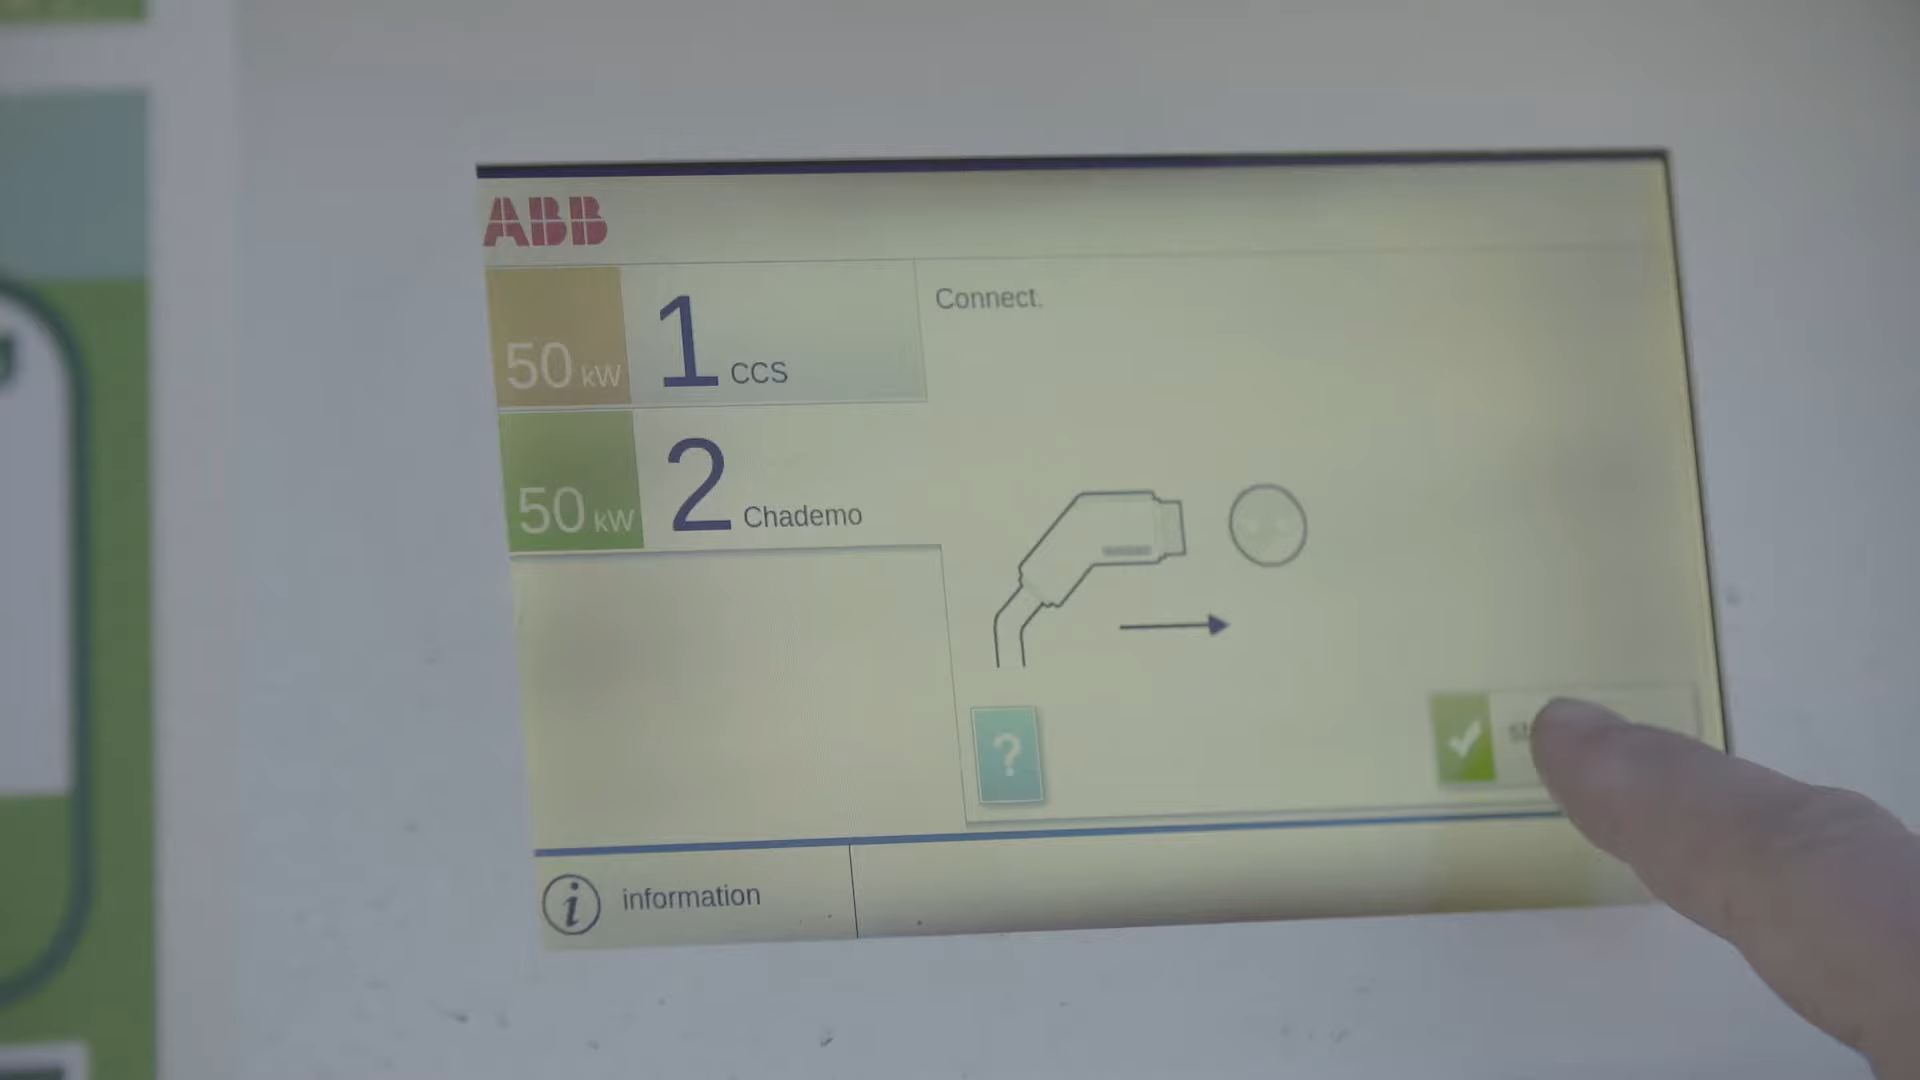 ABB
50 kW 1 CCS
50 kW 2 Chademo
Connect.
?
i information